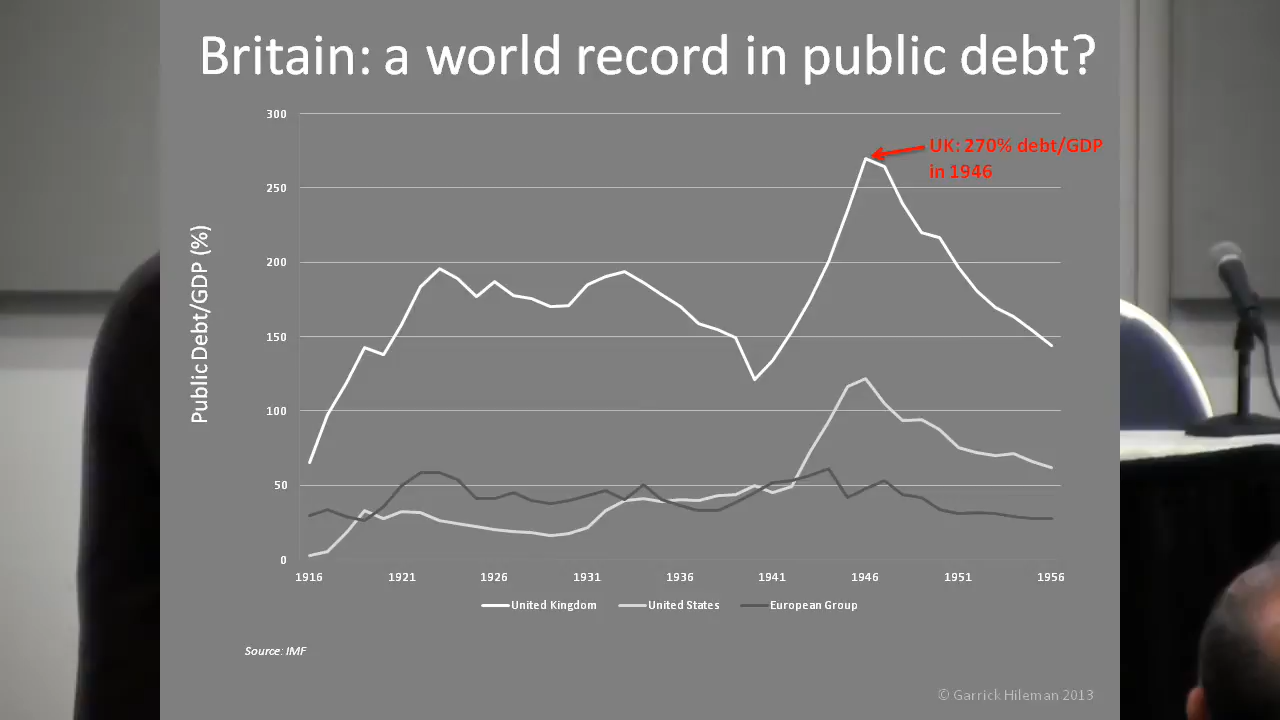 Britain: a world record in public debt?
300
UK: 270% debt/GDP
in 1946
250
200
150
100
50
0
Public Debt/GDP (%)
1916 1921 1926 1931 1936 1941 1946 1951 1956
United Kingdom United States European Group
Source: IMF
© Garrick Hileman 2013